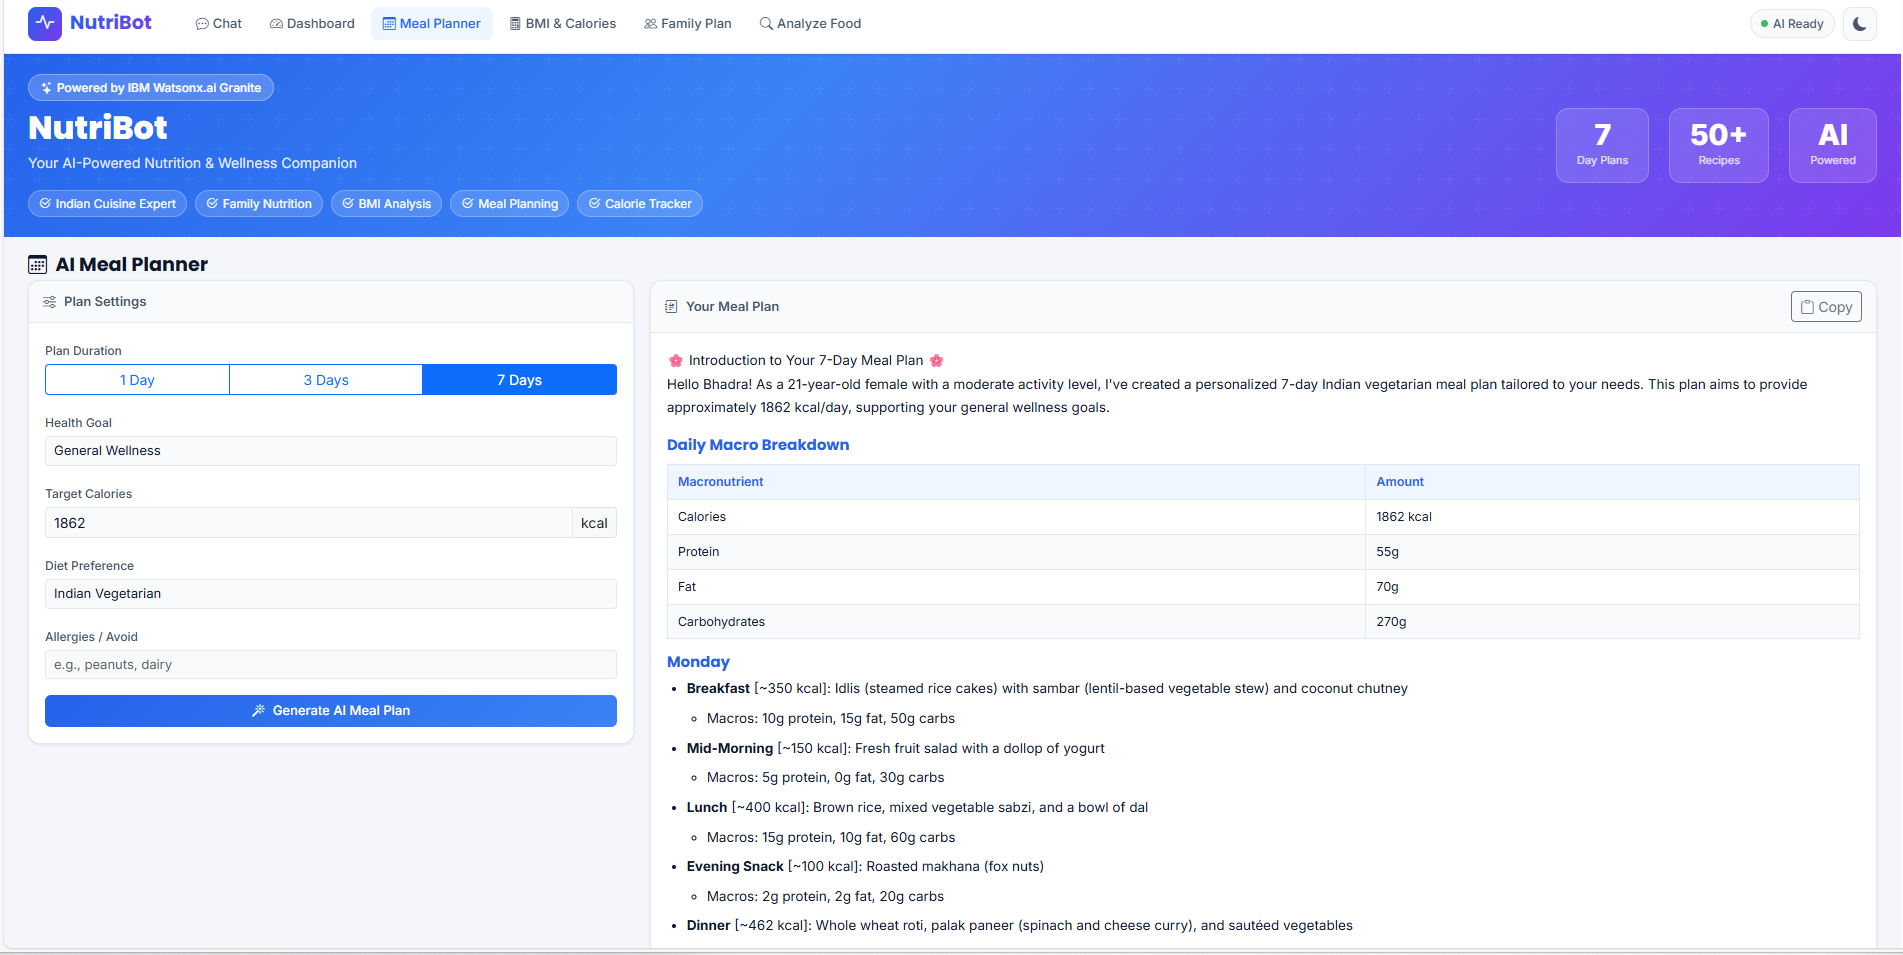 NutriBot
Chat
Dashboard
Meal Planner
BMI & Calories
Family Plan
Analyze Food
AI Ready
Powered by IBM Watsonx.ai Granite
NutriBot
Your AI-Powered Nutrition & Wellness Companion
Indian Cuisine Expert
Family Nutrition
BMI Analysis
Meal Planning
Calorie Tracker
7
Day Plans
50+
Recipes
AI
Powered
AI Meal Planner
Plan Settings
Plan Duration
1 Day
3 Days
7 Days
Health Goal
General Wellness
Target Calories
1862
kcal
Diet Preference
Indian Vegetarian
Allergies / Avoid
e.g., peanuts, dairy
Generate AI Meal Plan
Your Meal Plan
Copy
🌸 Introduction to Your 7-Day Meal Plan 🌸
Hello Bhadra! As a 21-year-old female with a moderate activity level, I've created a personalized 7-day Indian vegetarian meal plan tailored to your needs. This plan aims to provide
approximately 1862 kcal/day, supporting your general wellness goals.
Daily Macro Breakdown
Macronutrient Amount
Calories 1862 kcal
Protein 55g
Fat 70g
Carbohydrates 270g
Monday
• Breakfast [~350 kcal]: Idlis (steamed rice cakes) with sambar (lentil-based vegetable stew) and coconut chutney
◦ Macros: 10g protein, 15g fat, 50g carbs
• Mid-Morning [~150 kcal]: Fresh fruit salad with a dollop of yogurt
◦ Macros: 5g protein, 0g fat, 30g carbs
• Lunch [~400 kcal]: Brown rice, mixed vegetable sabzi, and a bowl of dal
◦ Macros: 15g protein, 10g fat, 60g carbs
• Evening Snack [~100 kcal]: Roasted makhana (fox nuts)
◦ Macros: 2g protein, 2g fat, 20g carbs
• Dinner [~462 kcal]: Whole wheat roti, palak paneer (spinach and cheese curry), and sautéed vegetables